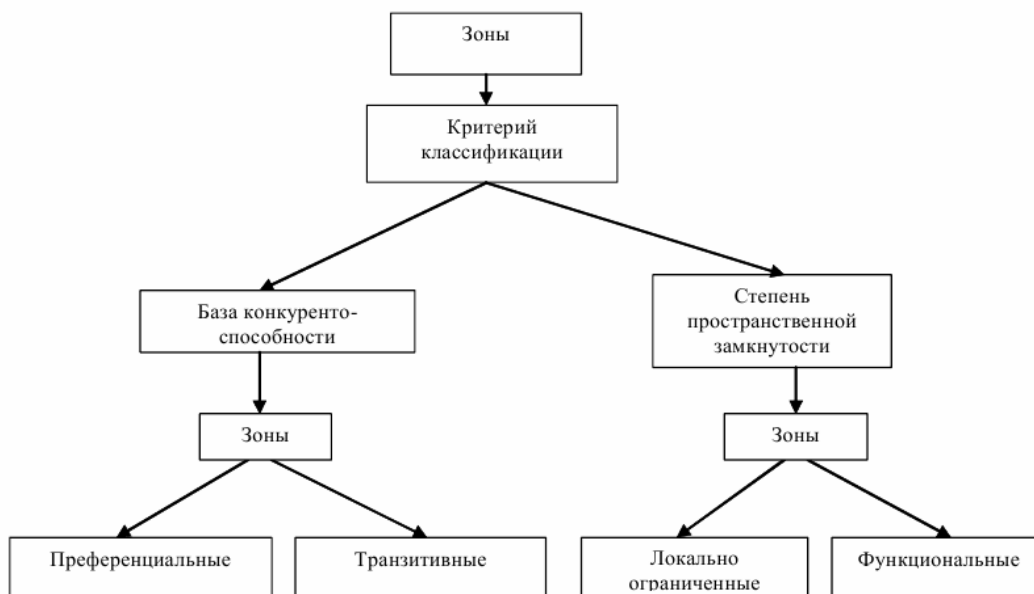 Зоны
Критерий
классификации
База конкуренто-
способности
Степень
пространственной
замкнутости
Зоны
Зоны
Преференциальные
Транзитивные
Локально
ограниченные
Функциональные